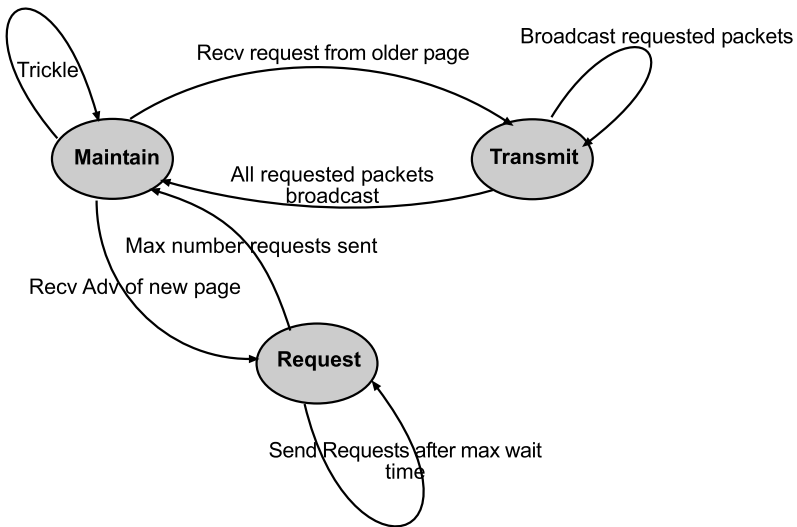 Broadcast requested packets
Recv request from older page
Trickle
Maintain
Transmit
All requested packets
broadcast
Max number requests sent
Recv Adv of new page
Request
Send Requests after max wait
time